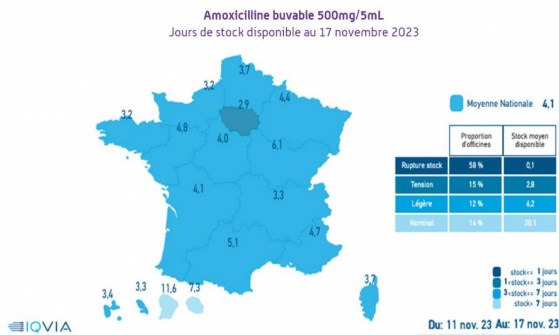 Amoxicilline buvable 500mg/5mL
Jours de stock disponible au 17 novembre 2023
3,7
3,2
4,4
2,9
3,2
4,8
4,0
6,1
4,1
3,3
4,7
5,1
3,7
3,4
3,3
11,6
7,3
Moyenne Nationale 4,1
Proportion d'officines Stock moyen disponible
Rupture stock 58 % 0,1
Tension 15 % 2,8
Légère 12 % 6,2
Nominal 14 % 20,1
stock<= 1 jours
1<stock<= 3 jours
3<stock<= 7 jours
stock> 7 jours
IQVIA
Du: 11 nov. 23 Au: 17 nov. 23